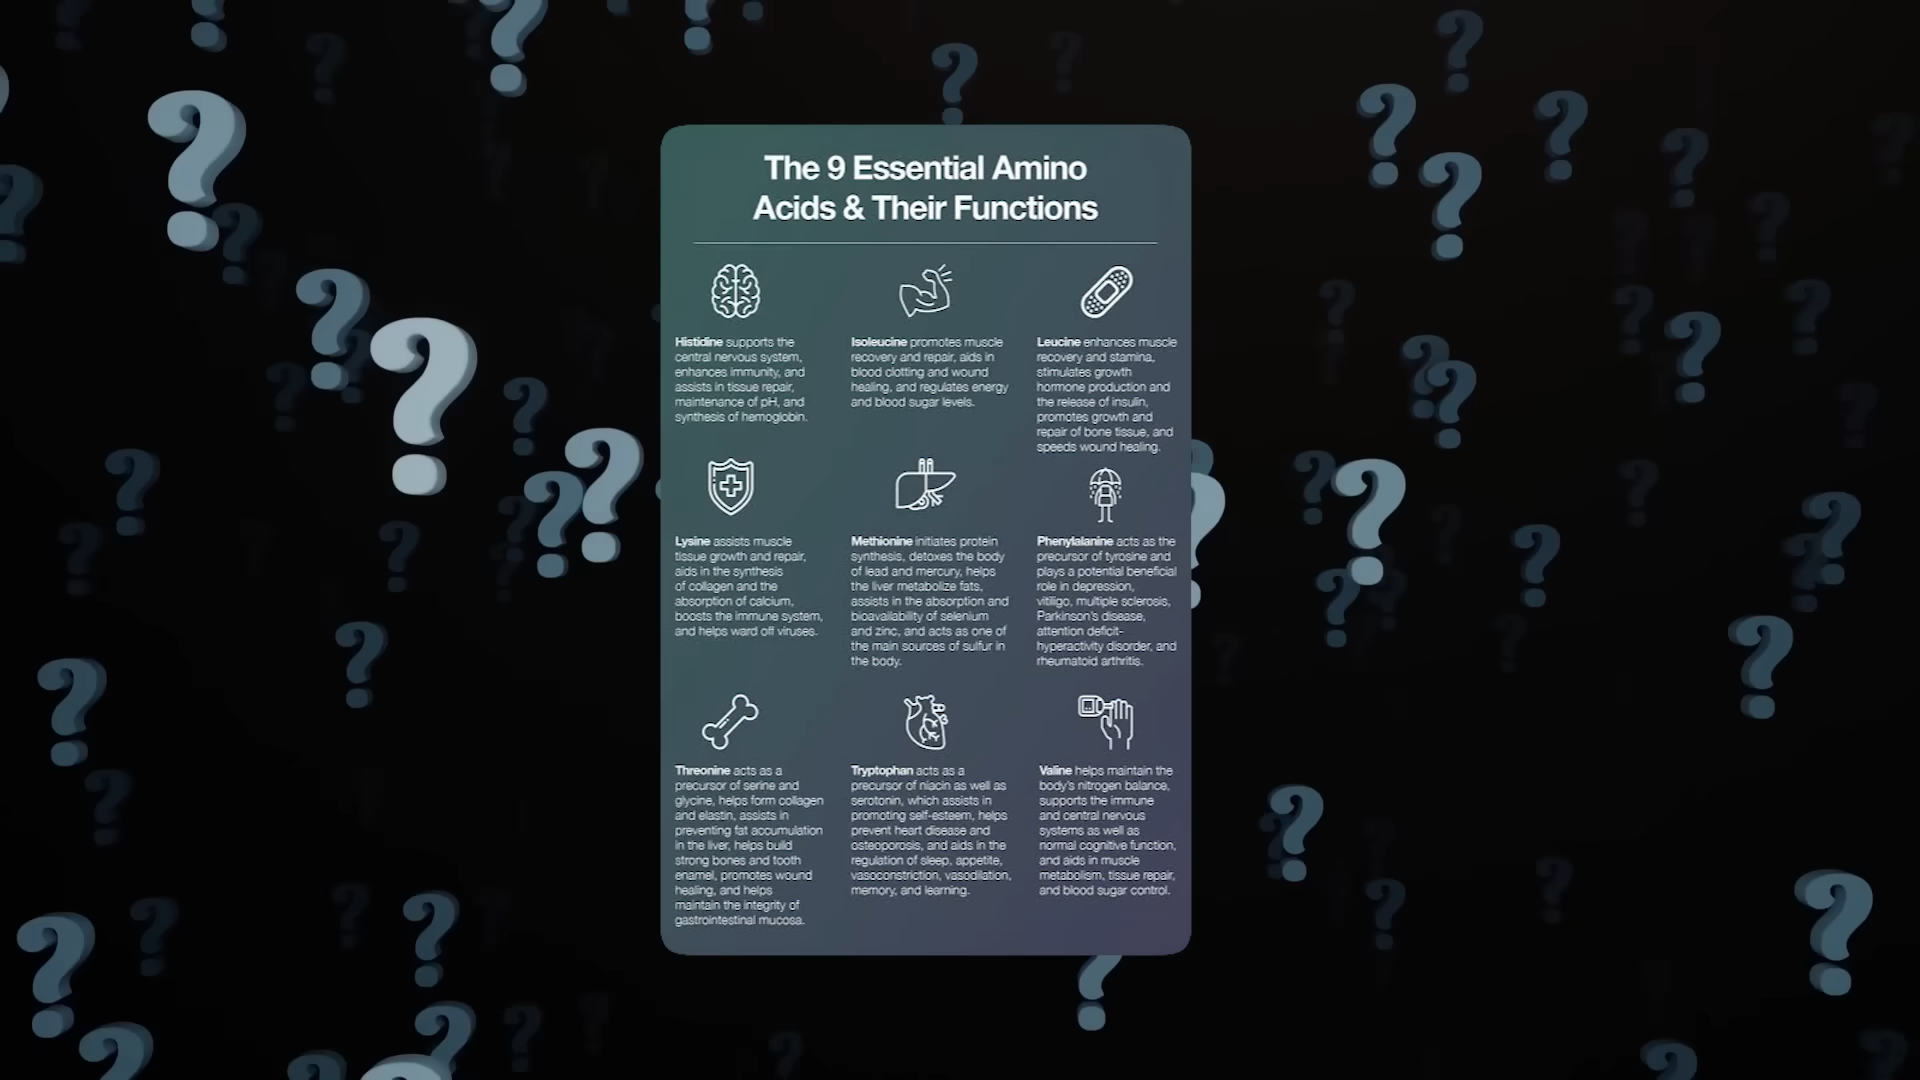 The 9 Essential Amino
Acids & Their Functions
Histidine supports the
central nervous system,
enhances immunity, and
assists in tissue repair,
maintenance of pH, and
synthesis of hemoglobin.
Isoleucine promotes muscle
recovery and repair, aids in
blood clotting and wound
healing, and regulates energy
and blood sugar levels.
Leucine enhances muscle
recovery and stamina,
stimulates growth
hormone production and
the release of insulin,
promotes growth and
repair of bone tissue, and
speeds wound healing.
Lysine assists muscle
tissue growth and repair,
aids in the synthesis
of collagen and the
absorption of calcium,
boosts the immune system,
and helps ward off viruses.
Methionine initiates protein
synthesis, detoxes the body
of lead and mercury, helps
the liver metabolize fats,
assists in the absorption and
bioavailability of selenium
and zinc, and acts as one of
the main sources of sulfur in
the body.
Phenylalanine acts as the
precursor of tyrosine and
plays a potential beneficial
role in depression,
vitiligo, multiple sclerosis,
Parkinson's disease,
attention deficit-
hyperactivity disorder, and
rheumatoid arthritis.
Threonine acts as a
precursor of serine and
glycine, helps form collagen
and elastin, assists in
preventing fat accumulation
in the liver, helps build
strong bones and tooth
enamel, promotes wound
healing, and helps
maintain the integrity of
gastrointestinal mucosa.
Tryptophan acts as a
precursor of niacin as well as
serotonin, which assists in
promoting self-esteem, helps
prevent heart disease and
osteoporosis, and aids in the
regulation of sleep, appetite,
vasoconstriction, vasodilation,
memory, and learning.
Valine helps maintain the
body's nitrogen balance,
supports the immune
and central nervous
systems as well as
normal cognitive function,
and aids in muscle
metabolism, tissue repair,
and blood sugar control.